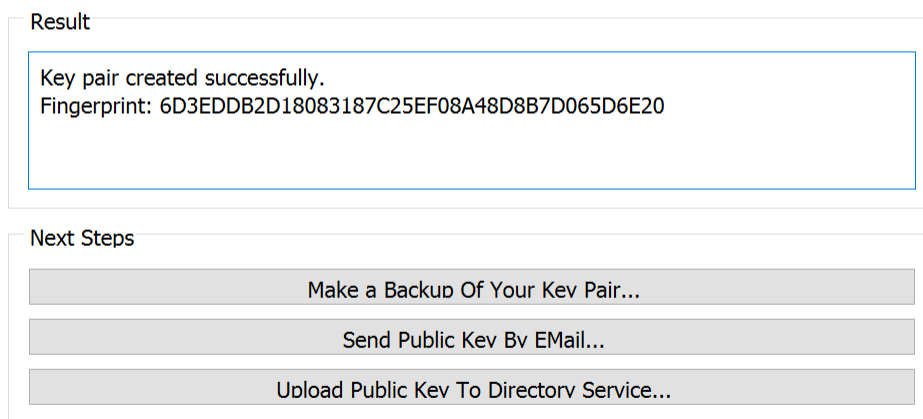 Result
Key pair created successfully.
Fingerprint: 6D3EDDB2D18083187C25EF08A48D8B7D065D6E20
Next Steps
Make a Backup Of Your Key Pair...
Send Public Key By EMail...
Upload Public Key To Directory Service...